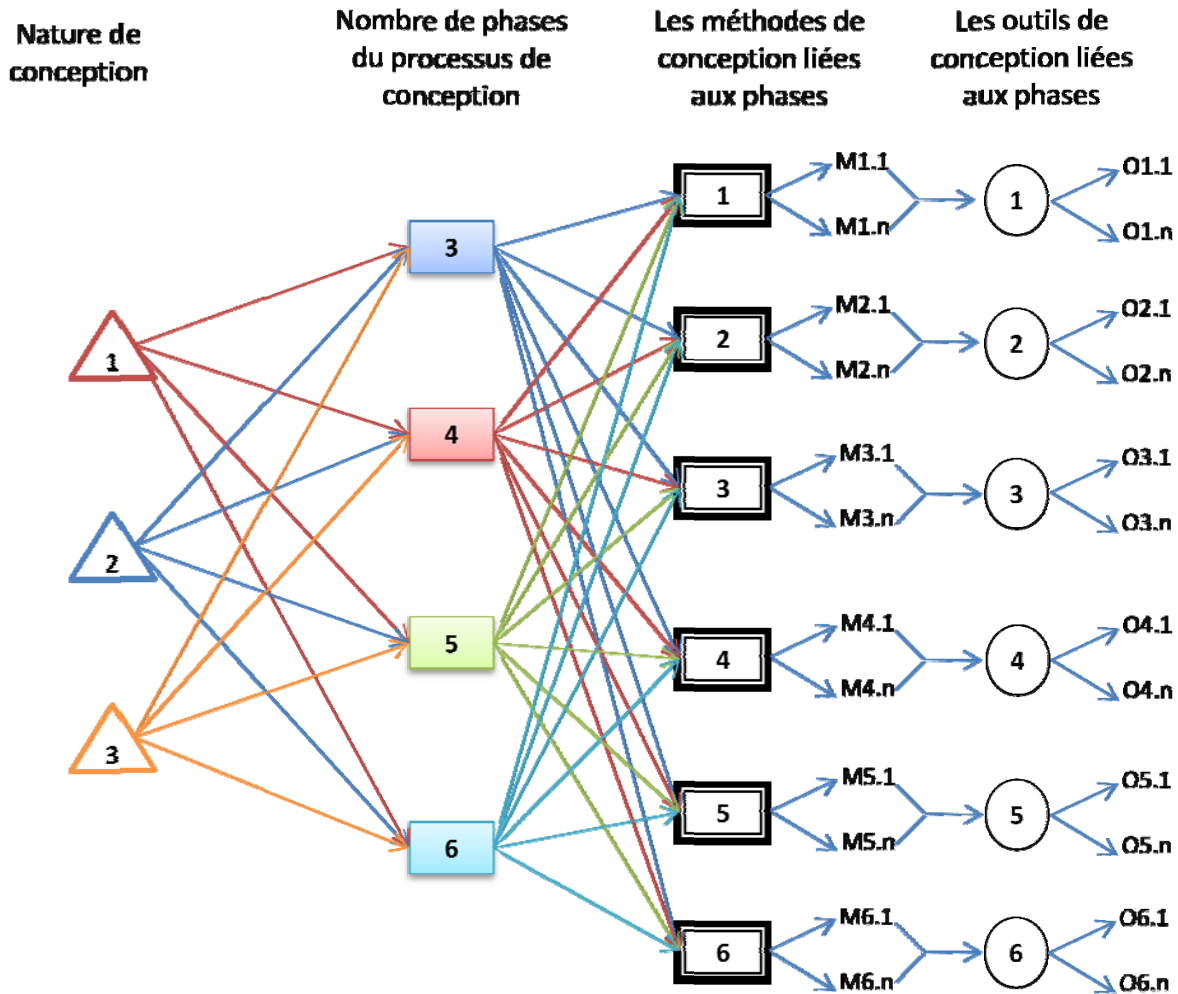 Nature de
conception
Nombre de phases
du processus de
conception
Les méthodes de
conception liées
aux phases
Les outils de
conception liées
aux phases
1
2
3
3
4
5
6
1
M1.1
M1.n
1
O1.1
O1.n
2
M2.1
M2.n
2
O2.1
O2.n
3
M3.1
M3.n
3
O3.1
O3.n
4
M4.1
M4.n
4
O4.1
O4.n
5
M5.1
M5.n
5
O5.1
O5.n
6
M6.1
M6.n
6
O6.1
O6.n